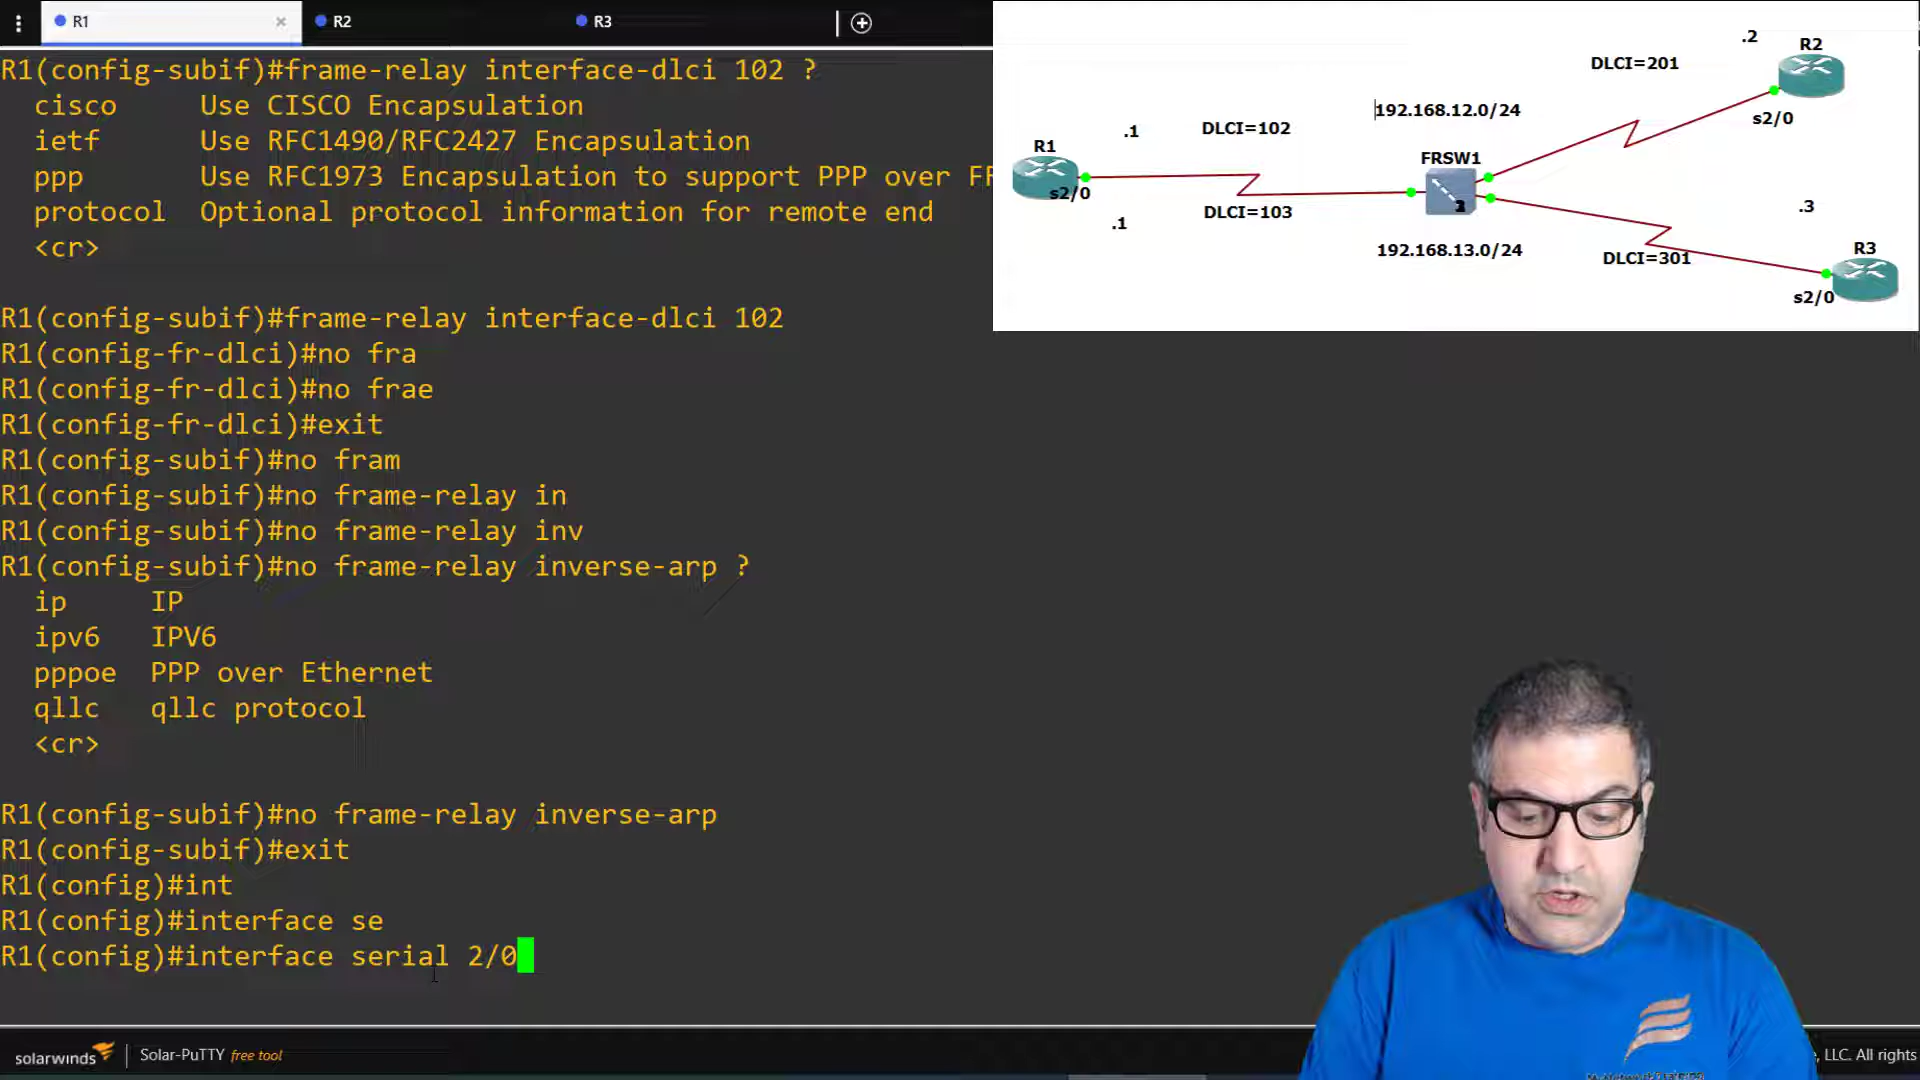 R1
R2
R3
R1(config-subif)#frame-relay interface-dlci 102 ?
cisco Use CISCO Encapsulation
ietf Use RFC1490/RFC2427 Encapsulation
ppp Use RFC1973 Encapsulation to support PPP over FR
protocol Optional protocol information for remote end
<cr>
R1(config-subif)#frame-relay interface-dlci 102
R1(config-fr-dlci)#no fra
R1(config-fr-dlci)#no frae
R1(config-fr-dlci)#exit
R1(config-subif)#no fram
R1(config-subif)#no frame-relay in
R1(config-subif)#no frame-relay inv
R1(config-subif)#no frame-relay inverse-arp ?
ip IP
ipv6 IPV6
pppoe PPP over Ethernet
qllc qllc protocol
<cr>
R1(config-subif)#no frame-relay inverse-arp
R1(config-subif)#exit
R1(config)#int
R1(config)#interface se
R1(config)#interface serial 2/0
.2
R2
DLCI=201
192.168.12.0/24
s2/0
.1
DLCI=102
R1
FRSW1
s2/0
DLCI=103
.3
.1
192.168.13.0/24
DLCI=301
R3
s2/0
solarwinds
Solar-PuTTY free tool
, LLC. All rights